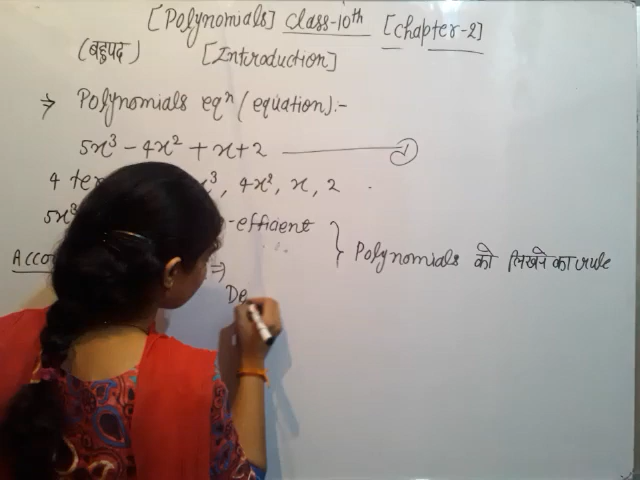 [Polynomials] class-10th [chapter-2]
(बहुपद) [Introduction]
→ Polynomials eqⁿ (equation):-
5x³ - 4x² + x + 2 ——— ①
4 x³, 4x², x, 2
5x³ -efficient } Polynomials को लिखने का rule
⇒
De